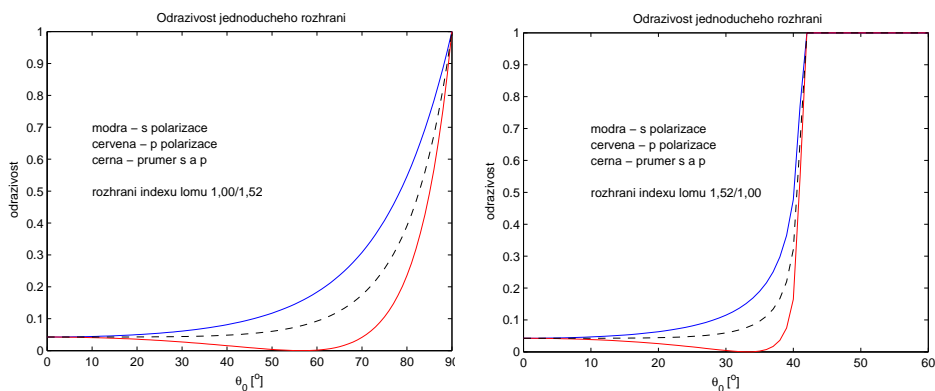 Odrazivost jednoducheho rozhrani
1
0.9
0.8
0.7
0.6
0.5
0.4
0.3
0.2
0.1
0
odrazivost
modra – s polarizace
cervena – p polarizace
cerna – prumer s a p
rozhrani indexu lomu 1,00/1,52
0 10 20 30 40 50 60 70 80 90
θ0 [o]
Odrazivost jednoducheho rozhrani
1
0.9
0.8
0.7
0.6
0.5
0.4
0.3
0.2
0.1
0
odrazivost
modra – s polarizace
cervena – p polarizace
cerna – prumer s a p
rozhrani indexu lomu 1,52/1.00
0 10 20 30 40 50 60
θ0 [o]